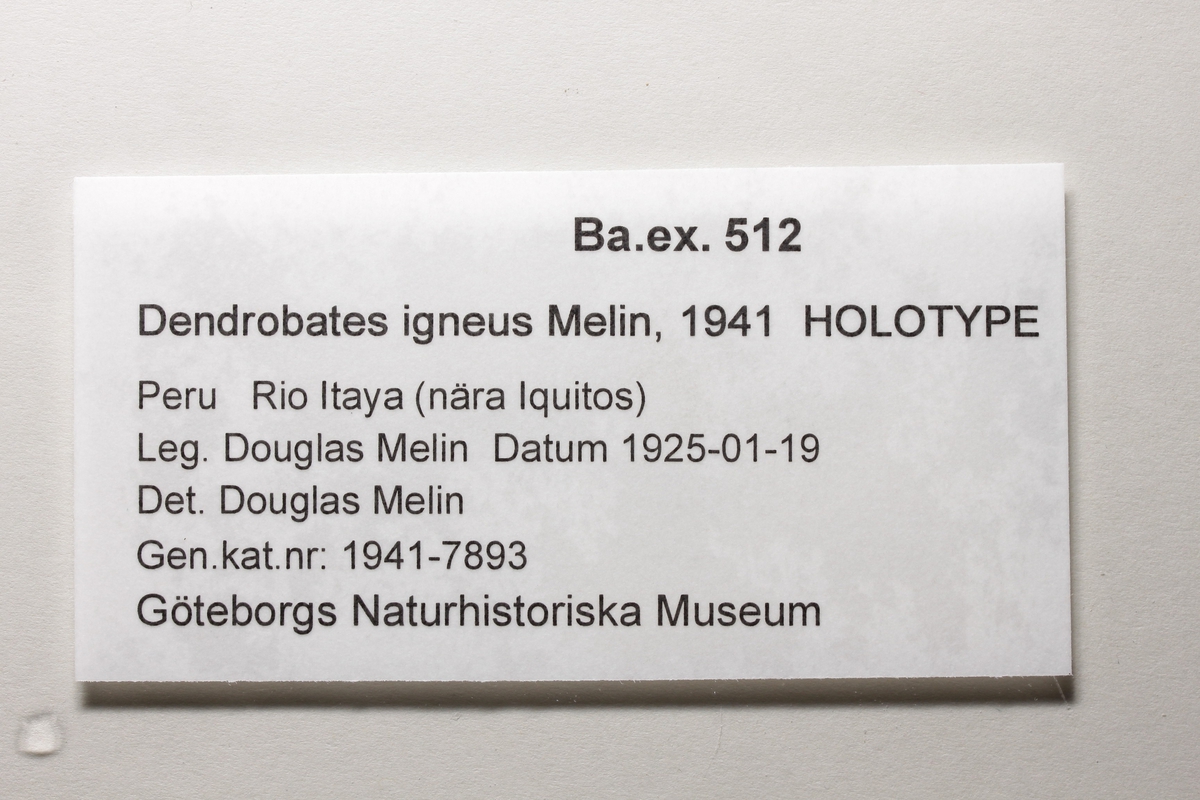 Ba.ex. 512
Dendrobates igneus Melin, 1941 HOLOTYPE
Peru Rio Itaya (nära Iquitos)
Leg. Douglas Melin Datum 1925-01-19
Det. Douglas Melin
Gen.kat.nr: 1941-7893
Göteborgs Naturhistoriska Museum